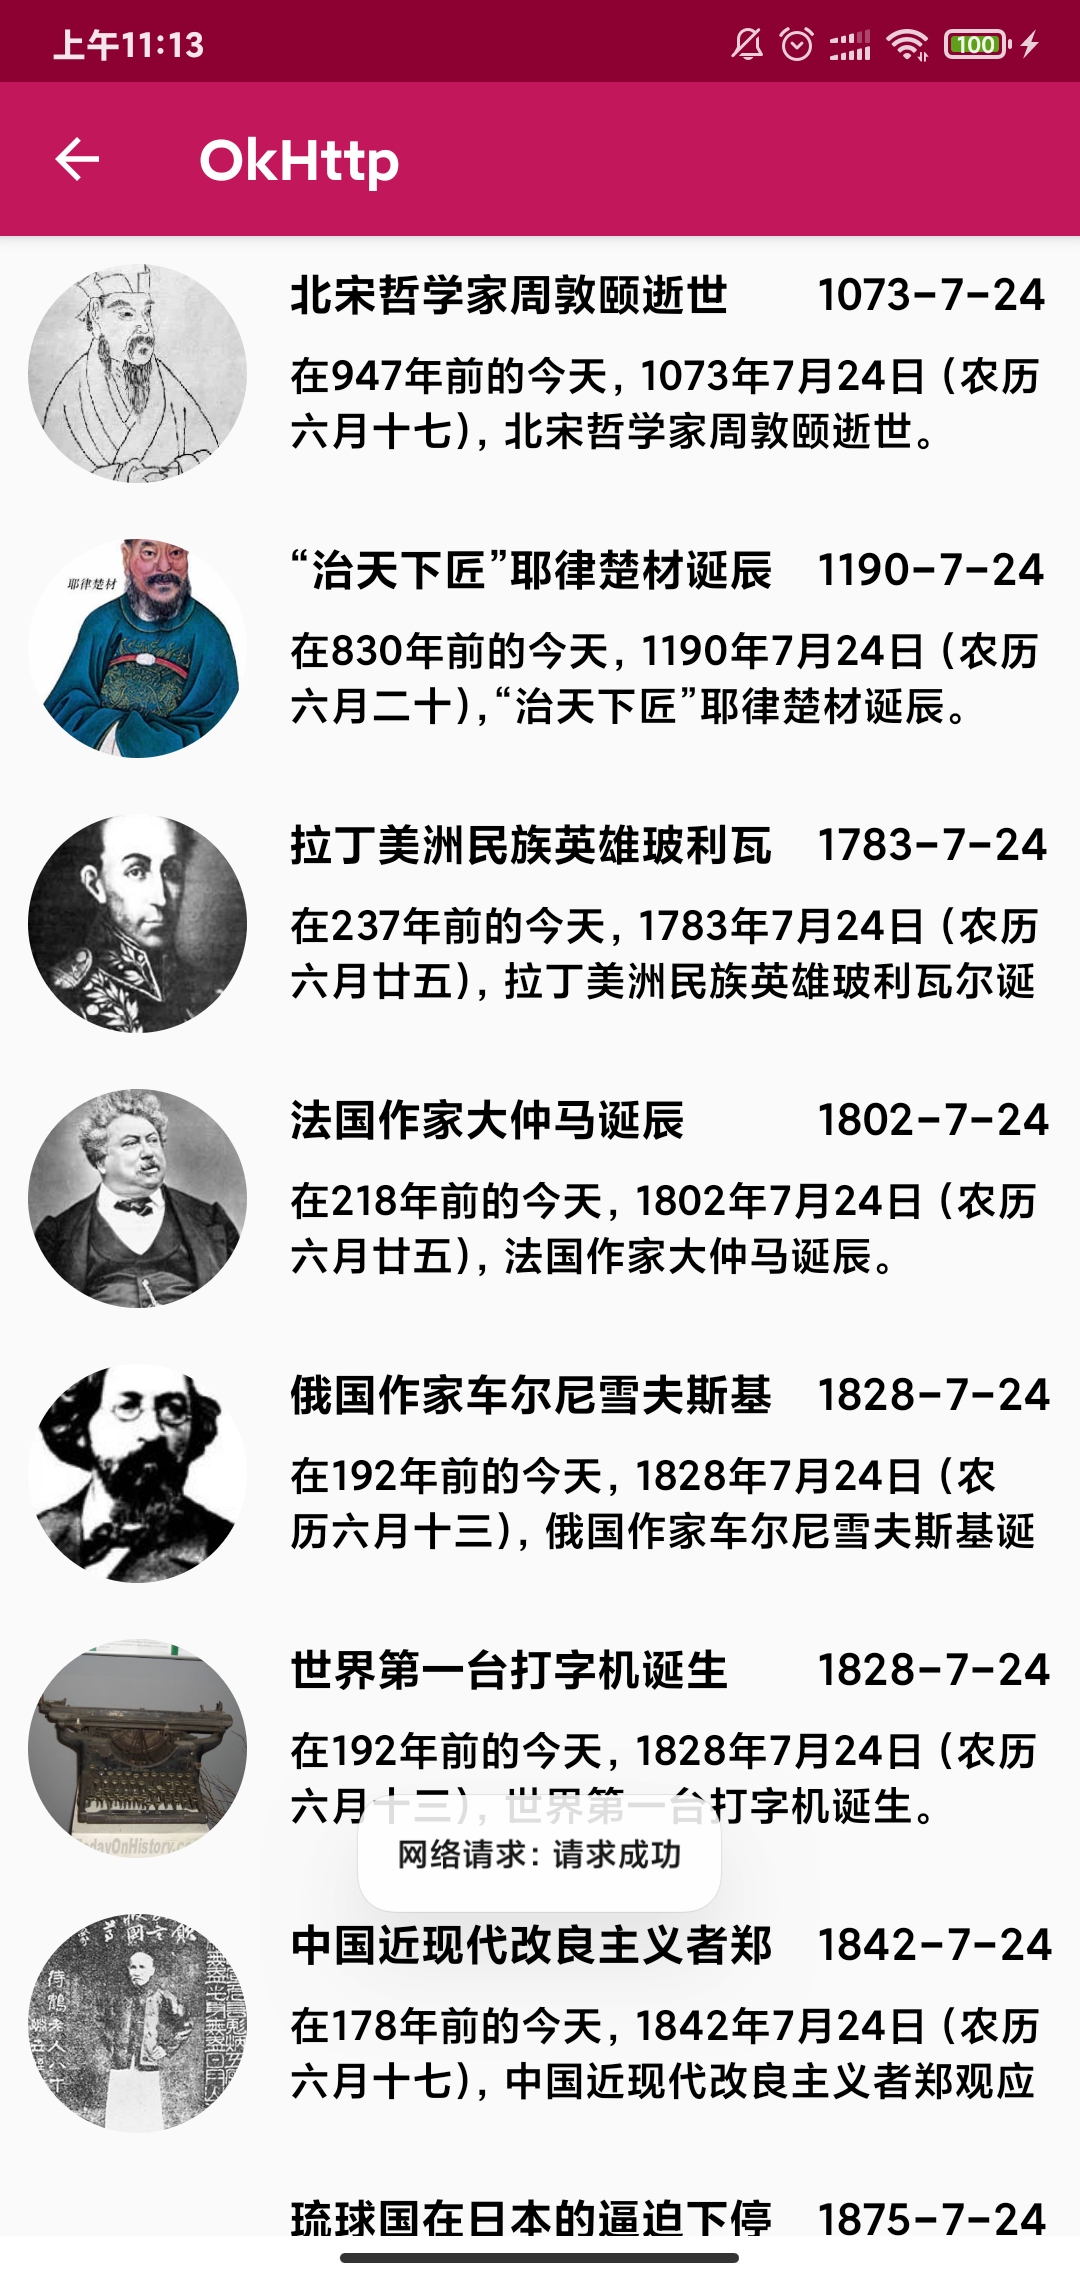 上午11:13
100
OkHttp
北宋哲学家周敦颐逝世 1073-7-24
在947年前的今天，1073年7月24日（农历
六月十七），北宋哲学家周敦颐逝世。
耶律楚材
“治天下匠”耶律楚材诞辰 1190-7-24
在830年前的今天，1190年7月24日（农历
六月二十），“治天下匠”耶律楚材诞辰。
拉丁美洲民族英雄玻利瓦 1783-7-24
在237年前的今天，1783年7月24日（农历
六月廿五），拉丁美洲民族英雄玻利瓦尔诞
法国作家大仲马诞辰 1802-7-24
在218年前的今天，1802年7月24日（农历
六月廿五），法国作家大仲马诞辰。
俄国作家车尔尼雪夫斯基 1828-7-24
在192年前的今天，1828年7月24日（农
历六月十三），俄国作家车尔尼雪夫斯基诞
世界第一台打字机诞生 1828-7-24
在192年前的今天，1828年7月24日（农历
六月十三），世界第一台打字机诞生。
网络请求：请求成功
中国近现代改良主义者郑 1842-7-24
在178年前的今天，1842年7月24日（农历
六月十七），中国近现代改良主义者郑观应
琉球国在日本的逼迫下停 1875-7-24